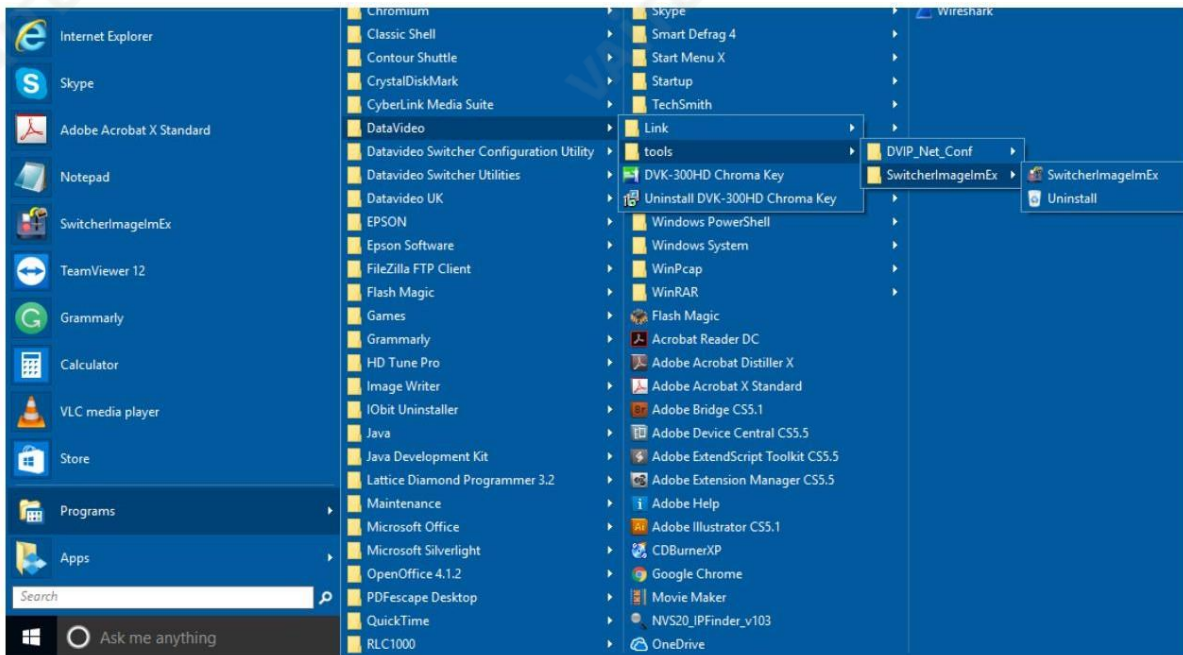 Internet Explorer
Skype
Adobe Acrobat X Standard
Notepad
SwitcherImageImEx
TeamViewer 12
Grammarly
Calculator
VLC media player
Store
Programs
Apps
Search
Ask me anything
Chromium
Classic Shell
Contour Shuttle
CrystalDiskMark
CyberLink Media Suite
DataVideo
Datavideo Switcher Configuration Utility
Datavideo Switcher Utilities
Datavideo UK
EPSON
Epson Software
FileZilla FTP Client
Flash Magic
Games
Grammarly
HD Tune Pro
Image Writer
IObit Uninstaller
Java
Java Development Kit
Lattice Diamond Programmer 3.2
Maintenance
Microsoft Office
Microsoft Silverlight
OpenOffice 4.1.2
PDFescape Desktop
QuickTime
RLC1000
Skype
Smart Defrag 4
Start Menu X
Startup
TechSmith
Link
tools
DVK-300HD Chroma Key
Uninstall DVK-300HD Chroma Key
Windows PowerShell
Windows System
WinPcap
WinRAR
Flash Magic
Acrobat Reader DC
Adobe Acrobat Distiller X
Adobe Acrobat X Standard
Adobe Bridge CS5.1
Adobe Device Central CS5.5
Adobe ExtendScript Toolkit CS5.5
Adobe Extension Manager CS5.5
Adobe Help
Adobe Illustrator CS5.1
CDBurnerXP
Google Chrome
Movie Maker
NVS20_IPFinder_v103
OneDrive
Wireshark
DVIP_Net_Conf
SwitcherImageImEx
SwitcherImageImEx
Uninstall